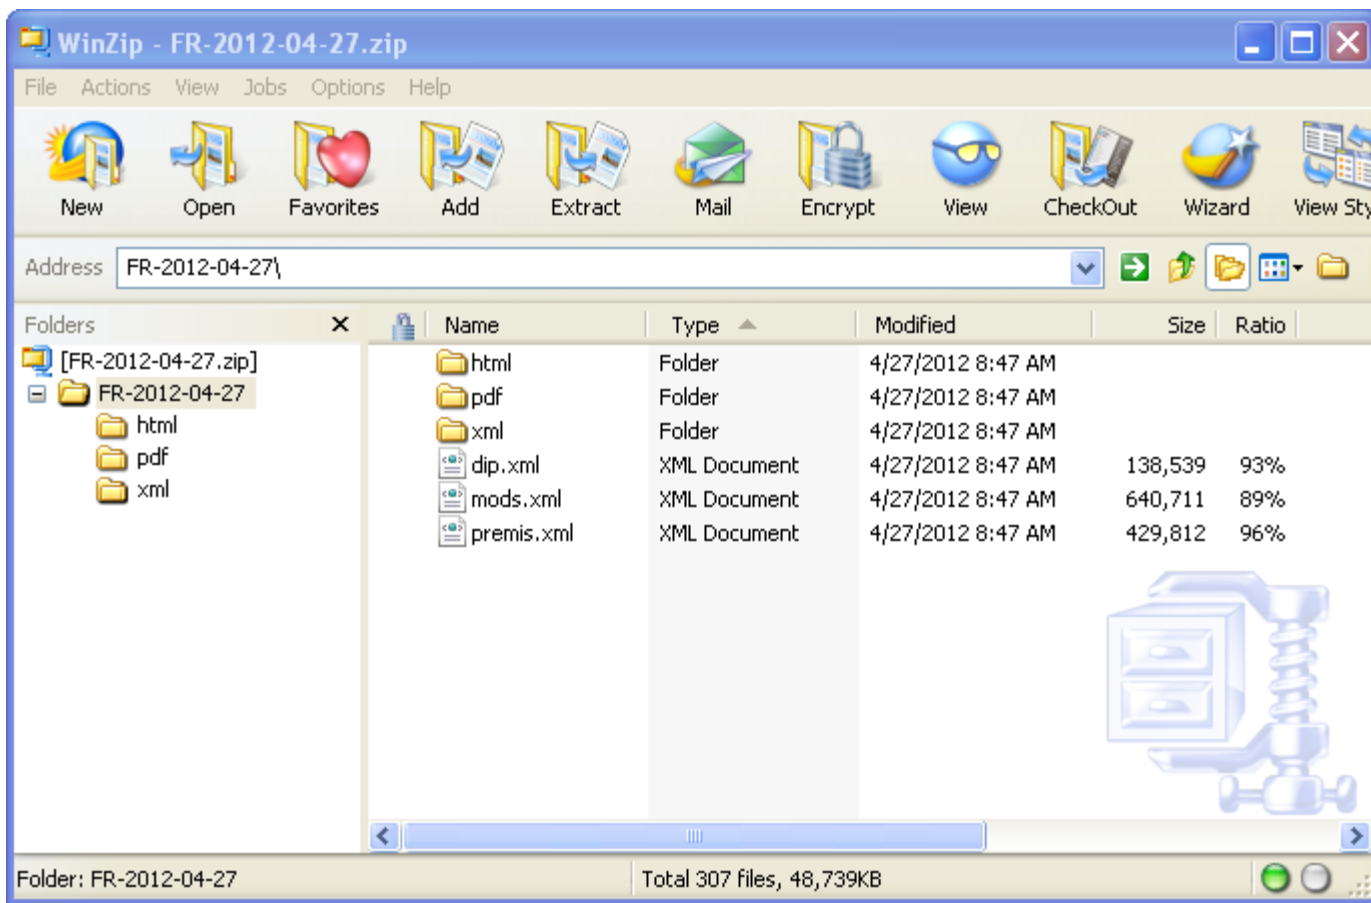 WinZip - FR-2012-04-27.zip
File Actions View Jobs Options Help
New Open Favorites Add Extract Mail Encrypt View CheckOut Wizard View Sty
Address FR-2012-04-27\
Folders Name Type Modified Size Ratio
[FR-2012-04-27.zip] html Folder 4/27/2012 8:47 AM
FR-2012-04-27 pdf Folder 4/27/2012 8:47 AM
html xml Folder 4/27/2012 8:47 AM
pdf dip.xml XML Document 4/27/2012 8:47 AM 138,539 93%
xml mods.xml XML Document 4/27/2012 8:47 AM 640,711 89%
premis.xml XML Document 4/27/2012 8:47 AM 429,812 96%
Folder: FR-2012-04-27 Total 307 files, 48,739KB